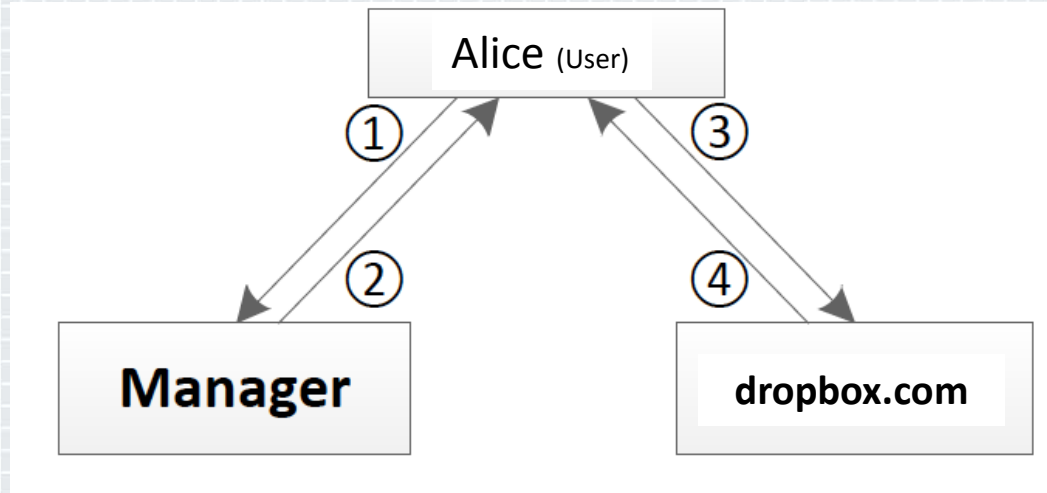 Alice (User)
①
③
②
④
Manager
dropbox.com